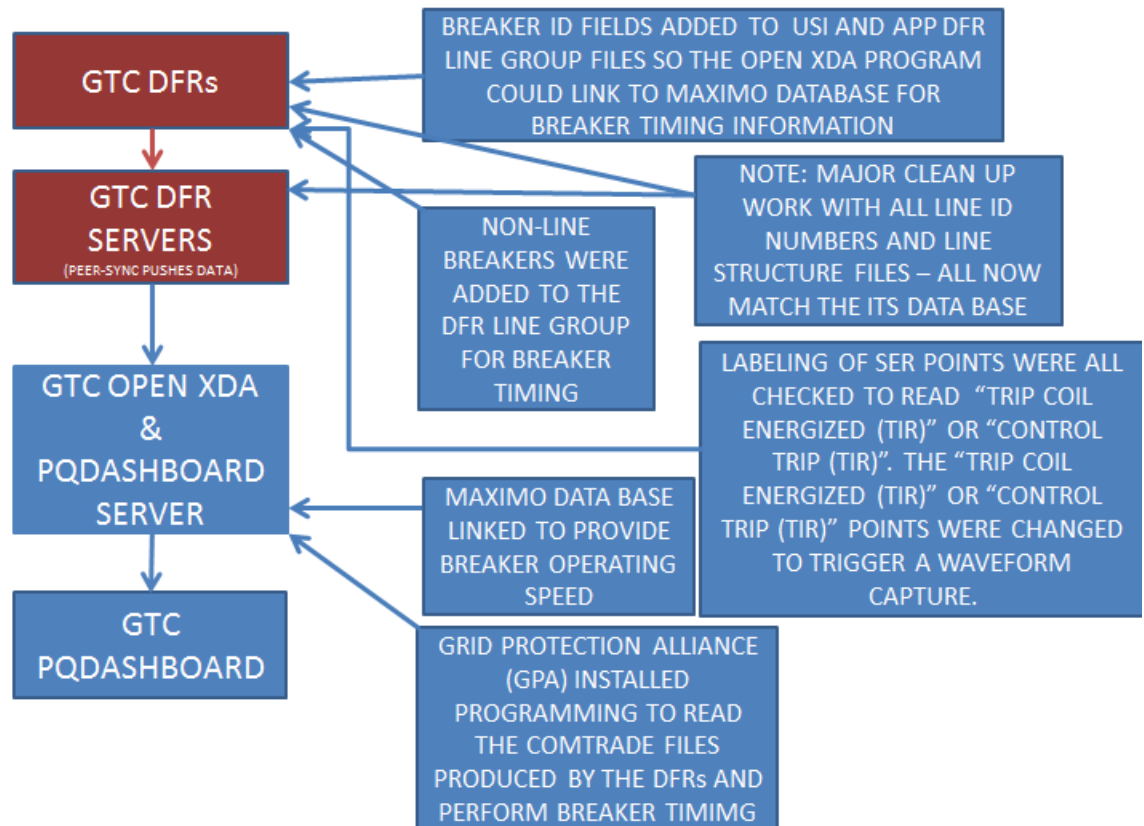 GTC DFRs
GTC DFR
SERVERS
(PEER-SYNC PUSHES DATA)
GTC OPEN XDA
&
PQDASHBOARD
SERVER
GTC
PQDASHBOARD
BREAKER ID FIELDS ADDED TO USI AND APP DFR
LINE GROUP FILES SO THE OPEN XDA PROGRAM
COULD LINK TO MAXIMO DATABASE FOR
BREAKER TIMING INFORMATION
NOTE: MAJOR CLEAN UP
WORK WITH ALL LINE ID
NUMBERS AND LINE
STRUCTURE FILES – ALL NOW
MATCH THE ITS DATA BASE
NON-LINE
BREAKERS WERE
ADDED TO THE
DFR LINE GROUP
FOR BREAKER
TIMING
LABELING OF SER POINTS WERE ALL
CHECKED TO READ “TRIP COIL
ENERGIZED (TIR)” OR “CONTROL
TRIP (TIR)”. THE “TRIP COIL
ENERGIZED (TIR)” OR “CONTROL
TRIP (TIR)” POINTS WERE CHANGED
TO TRIGGER A WAVEFORM
CAPTURE.
MAXIMO DATA BASE
LINKED TO PROVIDE
BREAKER OPERATING
SPEED
GRID PROTECTION ALLIANCE
(GPA) INSTALLED
PROGRAMMING TO READ
THE COMTRADE FILES
PRODUCED BY THE DFRs AND
PERFORM BREAKER TIMIMG